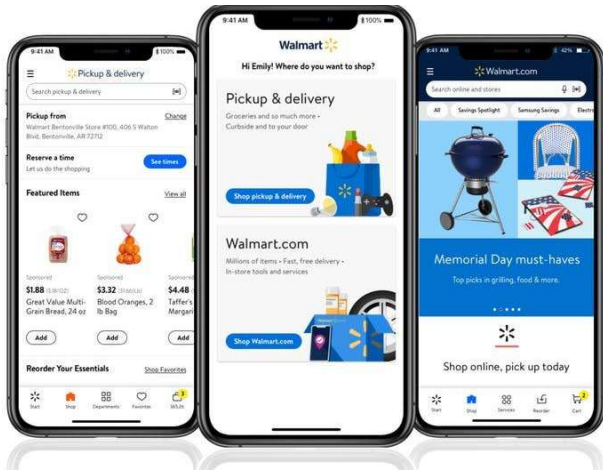 9:41 AM
100%
Pickup & delivery
Search pickup & delivery
Pickup from
Change
Walmart Bentonville Store #100, 406 S Walton
Blvd, Bentonville, AR 72712
Reserve a time
Let us do the shopping
See times
Featured Items
View all
Sponsored
$1.88
Great Value Multi-
Grain Bread, 24 oz
Add
Sponsored
$3.32
Blood Oranges, 2
lb Bag
Add
Sponsored
$4.48
Taffer's
Margari
Add
Reorder Your Essentials
Shop Favorites
Start
Shop
Departments
Favorites
3
9:41 AM
100%
Walmart
Hi Emily! Where do you want to shop?
Pickup & delivery
Groceries and so much more •
Curbside and to your door
Shop pickup & delivery
Walmart.com
Millions of items • Fast, free delivery •
In-store tools and services
Shop Walmart.com
9:41 AM
42%
Walmart.com
Search online and stores
All
Savings Spotlight
Samsung Savings
Electro
Memorial Day must-haves
Top picks in grilling, food & more.
Shop online, pick up today
Start
Shop
Services
Reorder
Cart
2